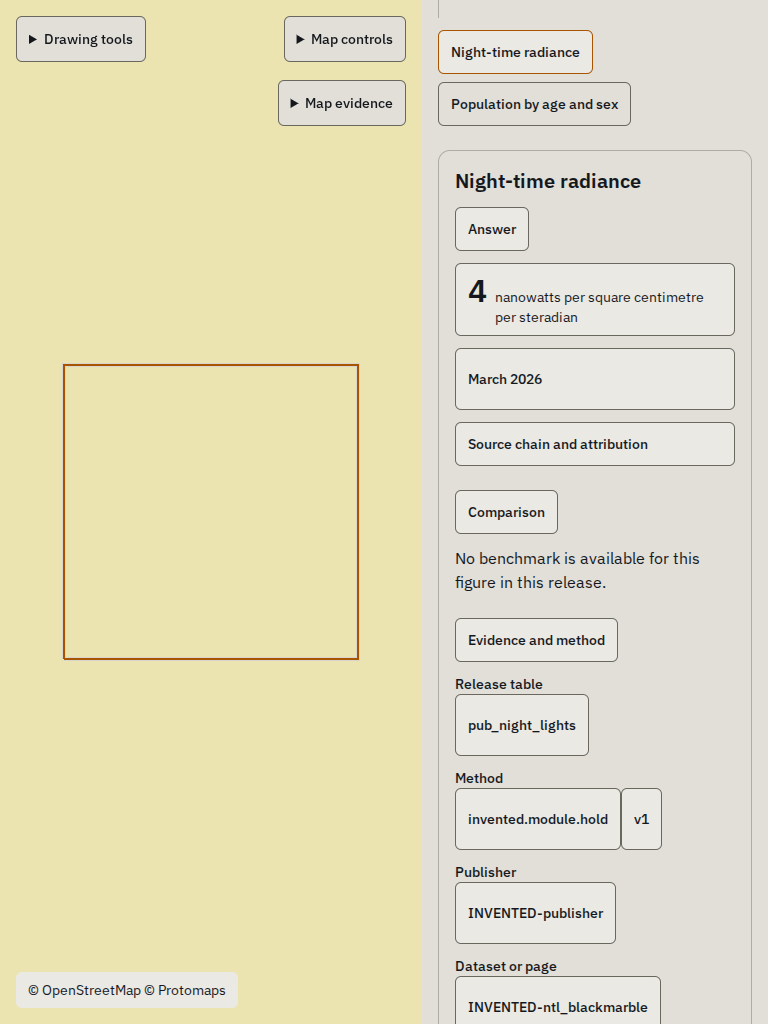 Drawing tools
Map controls
Map evidence
© OpenStreetMap © Protomaps
Night-time radiance
Population by age and sex
Night-time radiance
Answer
4 nanowatts per square centimetre
per steradian
March 2026
Source chain and attribution
Comparison
No benchmark is available for this
figure in this release.
Evidence and method
Release table
pub_night_lights
Method
invented.module.hold v1
Publisher
INVENTED-publisher
Dataset or page
INVENTED-ntl_blackmarble